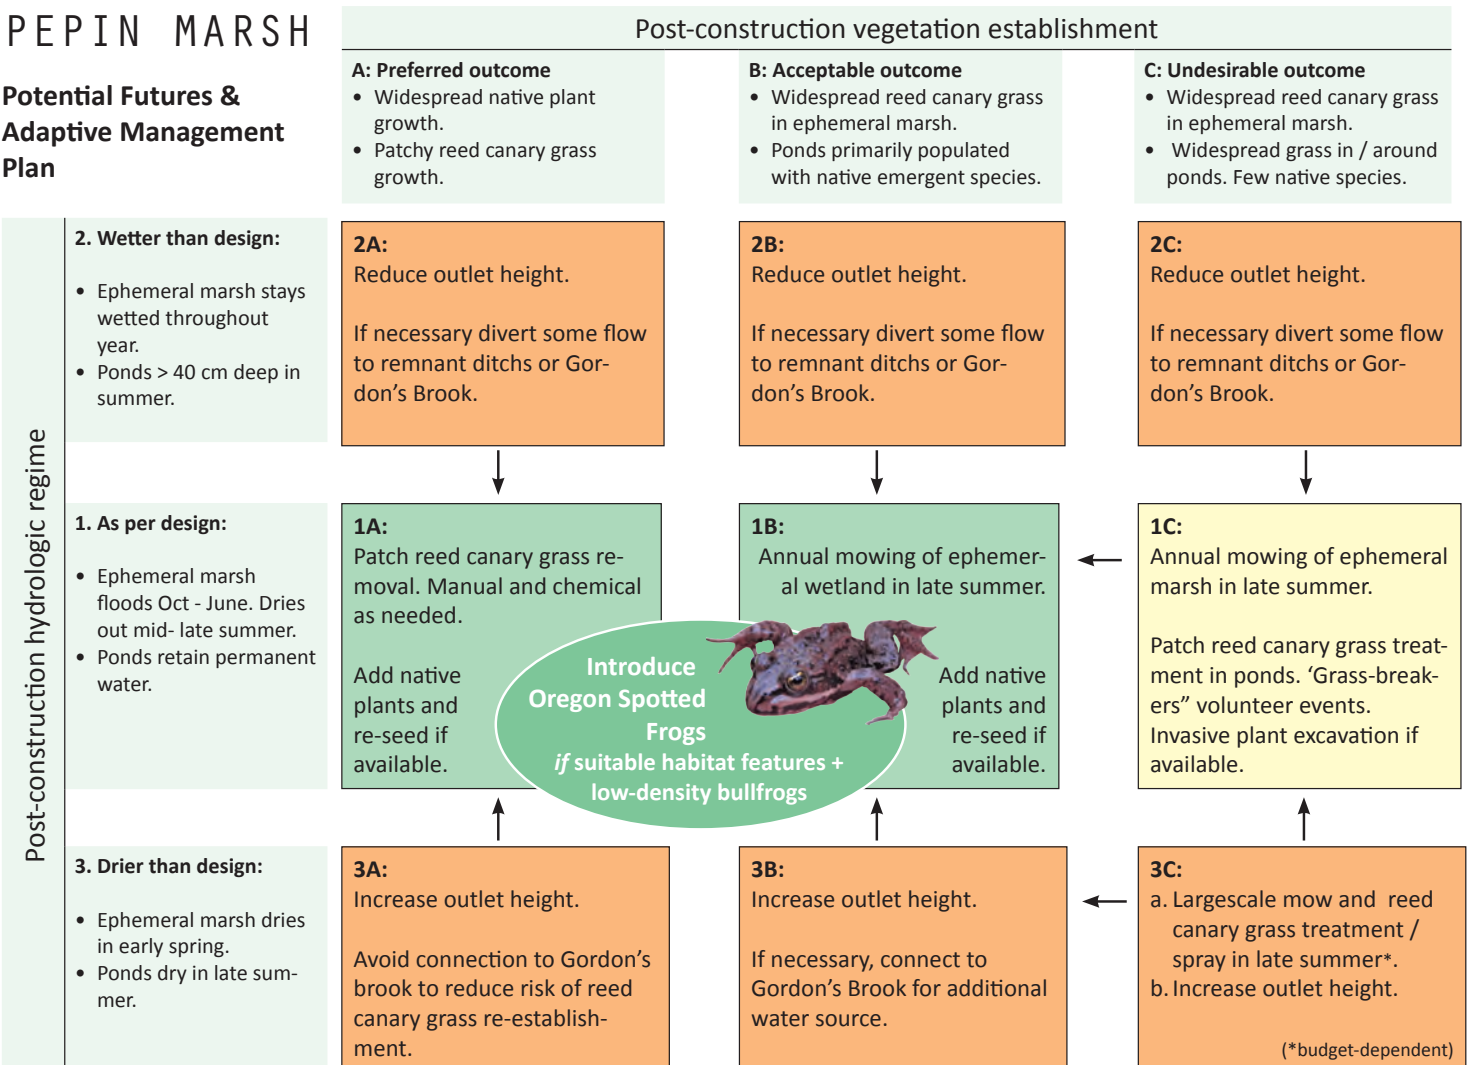 PEPIN MARSH
Potential Futures &
Adaptive Management
Plan
Post-construction vegetation establishment
A: Preferred outcome
• Widespread native plant
growth.
• Patchy reed canary grass
growth.
B: Acceptable outcome
• Widespread reed canary grass
in ephemeral marsh.
• Ponds primarily populated
with native emergent species.
C: Undesirable outcome
• Widespread reed canary grass
in ephemeral marsh.
• Widespread grass in / around
ponds. Few native species.
Post-construction hydrologic regime
2. Wetter than design:
• Ephemeral marsh stays
wetted throughout
year.
• Ponds > 40 cm deep in
summer.
2A:
Reduce outlet height.
If necessary divert some flow
to remnant ditchs or Gor-
don's Brook.
2B:
Reduce outlet height.
If necessary divert some flow
to remnant ditchs or Gor-
don's Brook.
2C:
Reduce outlet height.
If necessary divert some flow
to remnant ditchs or Gor-
don's Brook.
1. As per design:
• Ephemeral marsh
floods Oct - June. Dries
out mid- late summer.
• Ponds retain permanent
water.
1A:
Patch reed canary grass re-
moval. Manual and chemical
as needed.
Add native
plants and
re-seed if
available.
Introduce
Oregon Spotted
Frogs
if suitable habitat features +
low-density bullfrogs
1B:
Annual mowing of ephemer-
al wetland in late summer.
Add native
plants and
re-seed if
available.
1C:
Annual mowing of ephemeral
marsh in late summer.
Patch reed canary grass treat-
ment in ponds. ‘Grass-break-
ers” volunteer events.
Invasive plant excavation if
available.
3. Drier than design:
• Ephemeral marsh dries
in early spring.
• Ponds dry in late sum-
mer.
3A:
Increase outlet height.
Avoid connection to Gordon's
brook to reduce risk of reed
canary grass re-establish-
ment.
3B:
Increase outlet height.
If necessary, connect to
Gordon's Brook for additional
water source.
3C:
a. Largescale mow and reed
canary grass treatment /
spray in late summer*.
b. Increase outlet height.
(*budget-dependent)